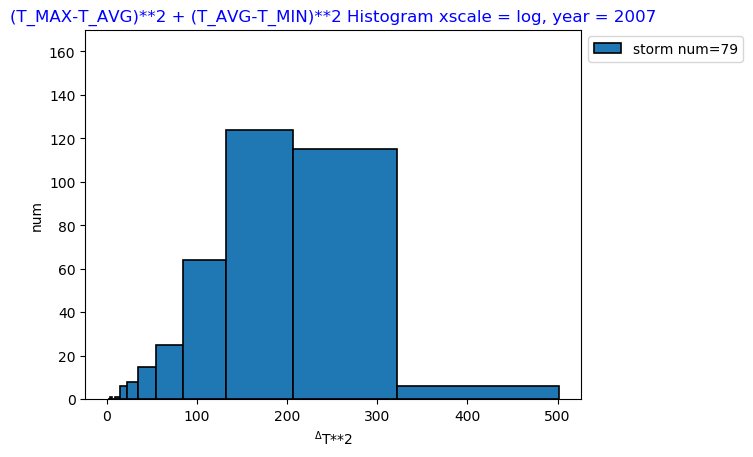 (T_MAX-T_AVG)**2 + (T_AVG-T_MIN)**2 Histogram xscale = log, year = 2007
storm num=79
160
140
120
100
80
60
40
20
0
num
0 100 200 300 400 500
ΔT**2